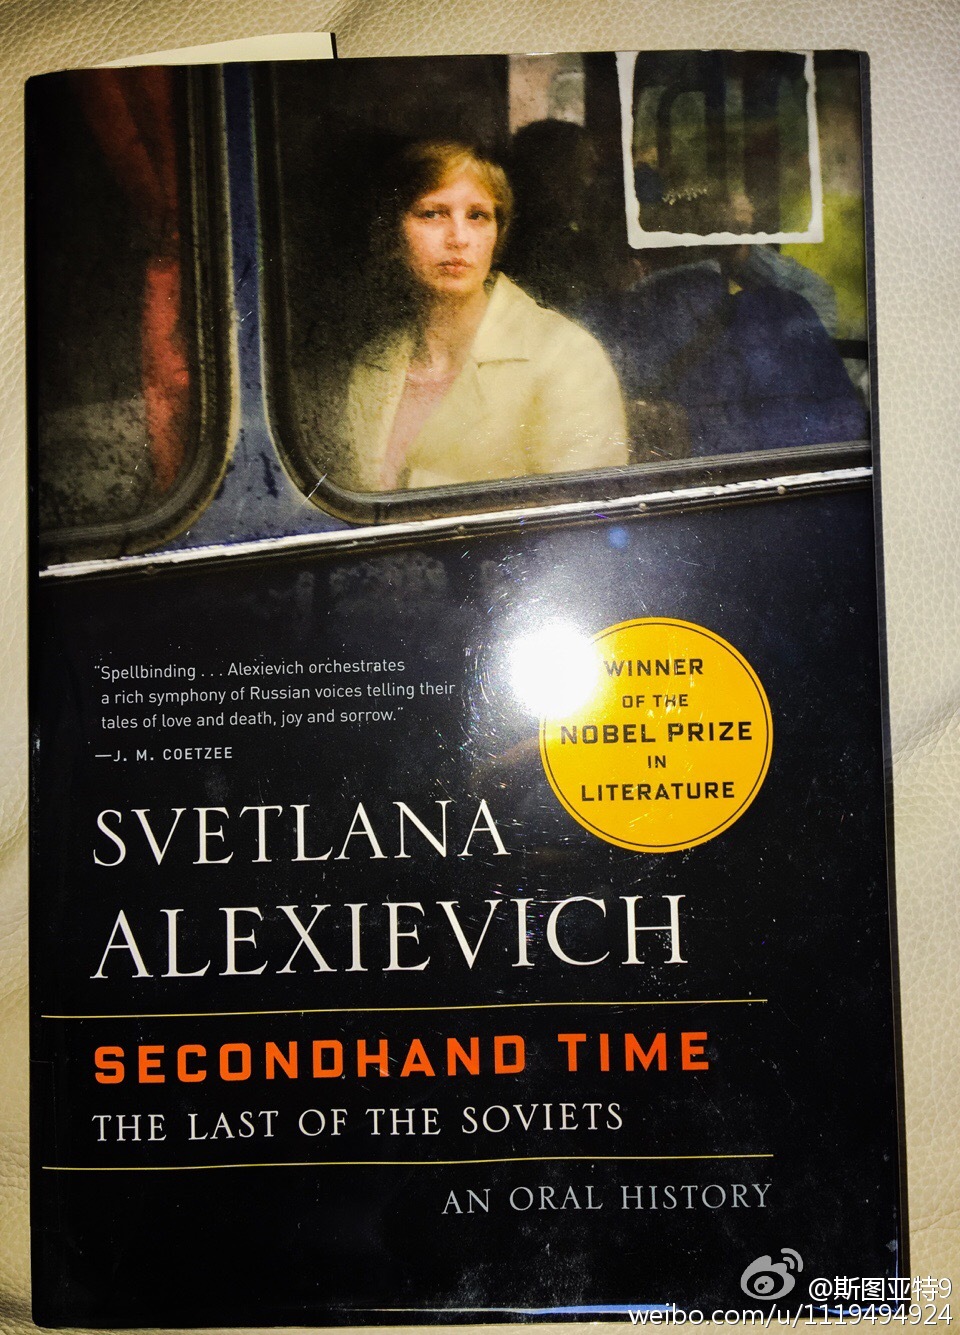 "Spellbinding . . . Alexievich orchestrates
a rich symphony of Russian voices telling their
tales of love and death, joy and sorrow."
—J. M. COETZEE
WINNER
OF THE
NOBEL PRIZE
IN
LITERATURE
SVETLANA
ALEXIEVICH
SECONDHAND TIME
THE LAST OF THE SOVIETS
AN ORAL HISTORY
@斯图亚特9
weibo.com/u/1119494924